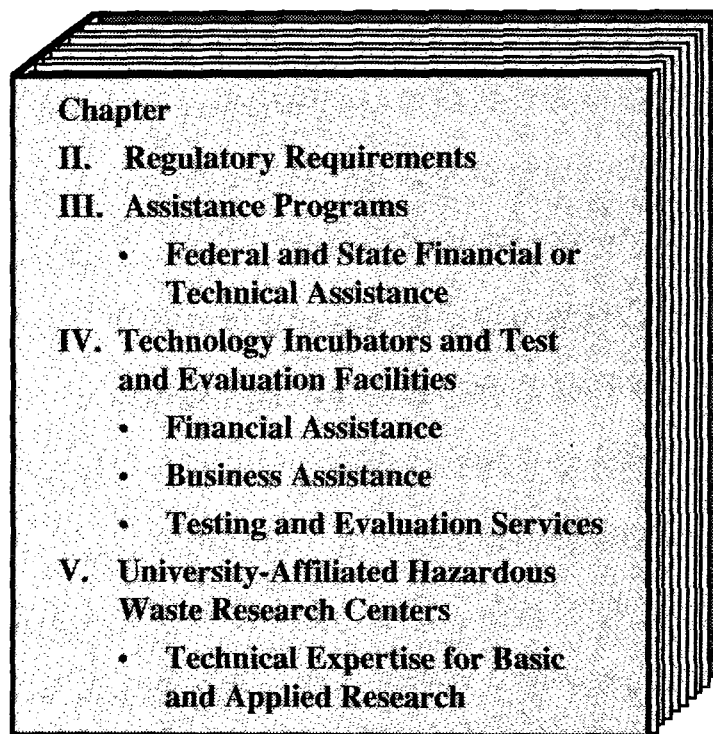 Chapter
II. Regulatory Requirements
III. Assistance Programs
• Federal and State Financial or
Technical Assistance
IV. Technology Incubators and Test
and Evaluation Facilities
• Financial Assistance
• Business Assistance
• Testing and Evaluation Services
V. University-Affiliated Hazardous
Waste Research Centers
• Technical Expertise for Basic
and Applied Research